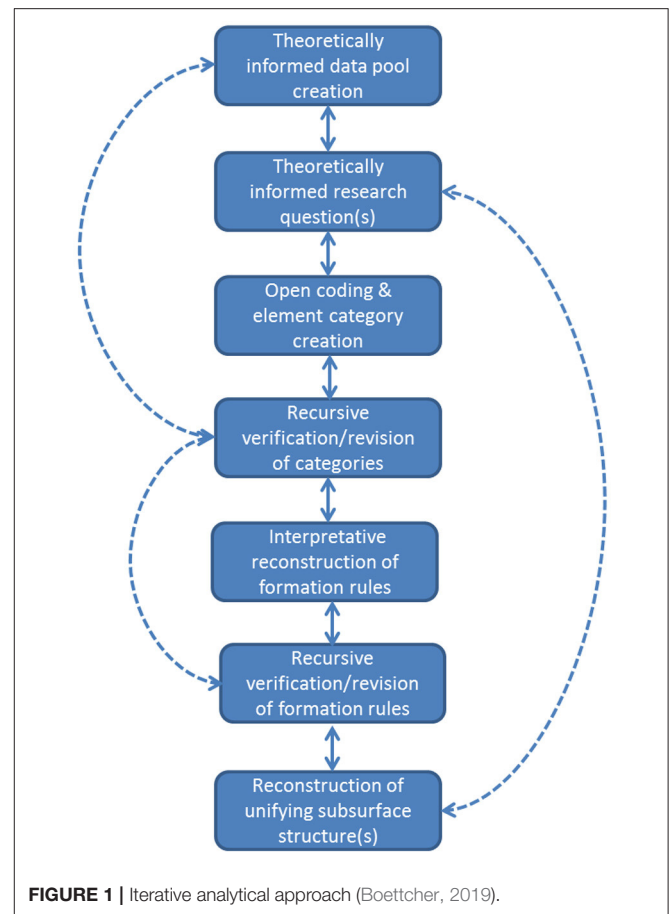 Theoretically
informed data pool
creation
Theoretically
informed research
question(s)
Open coding &
element category
creation
Recursive
verification/revision
of categories
Interpretative
reconstruction of
formation rules
Recursive
verification/revision
of formation rules
Reconstruction of
unifying subsurface
structure(s)
FIGURE 1 | Iterative analytical approach (Boettcher, 2019).